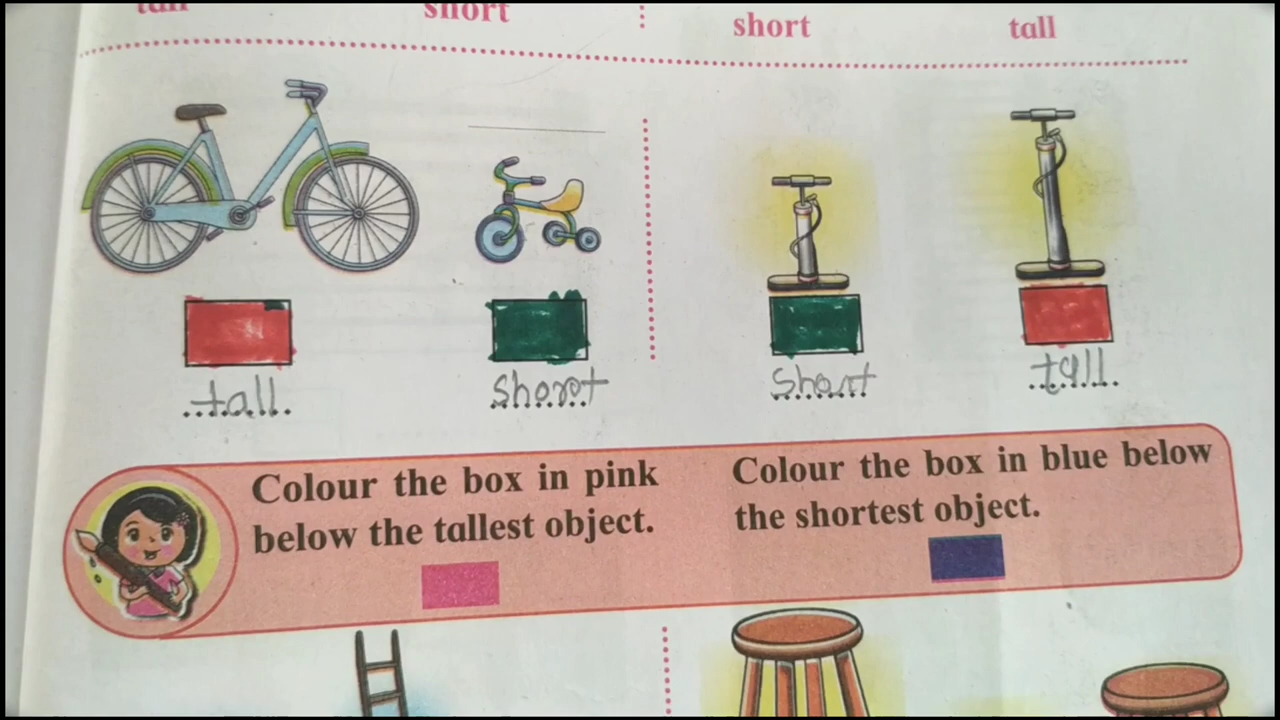 tall short short tall
tall short short tall
Colour the box in pink
below the tallest object.
Colour the box in blue below
the shortest object.